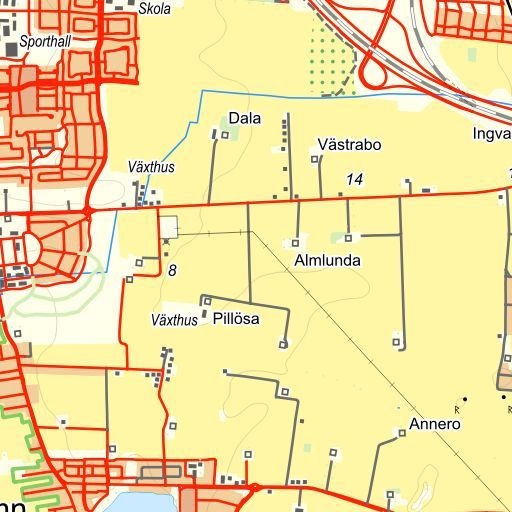 Skola
Sporthall
Dala
Västrabo
Ingva
Växthus
14
Almlunda
8
Växthus
Pillösa
Annero
R
R